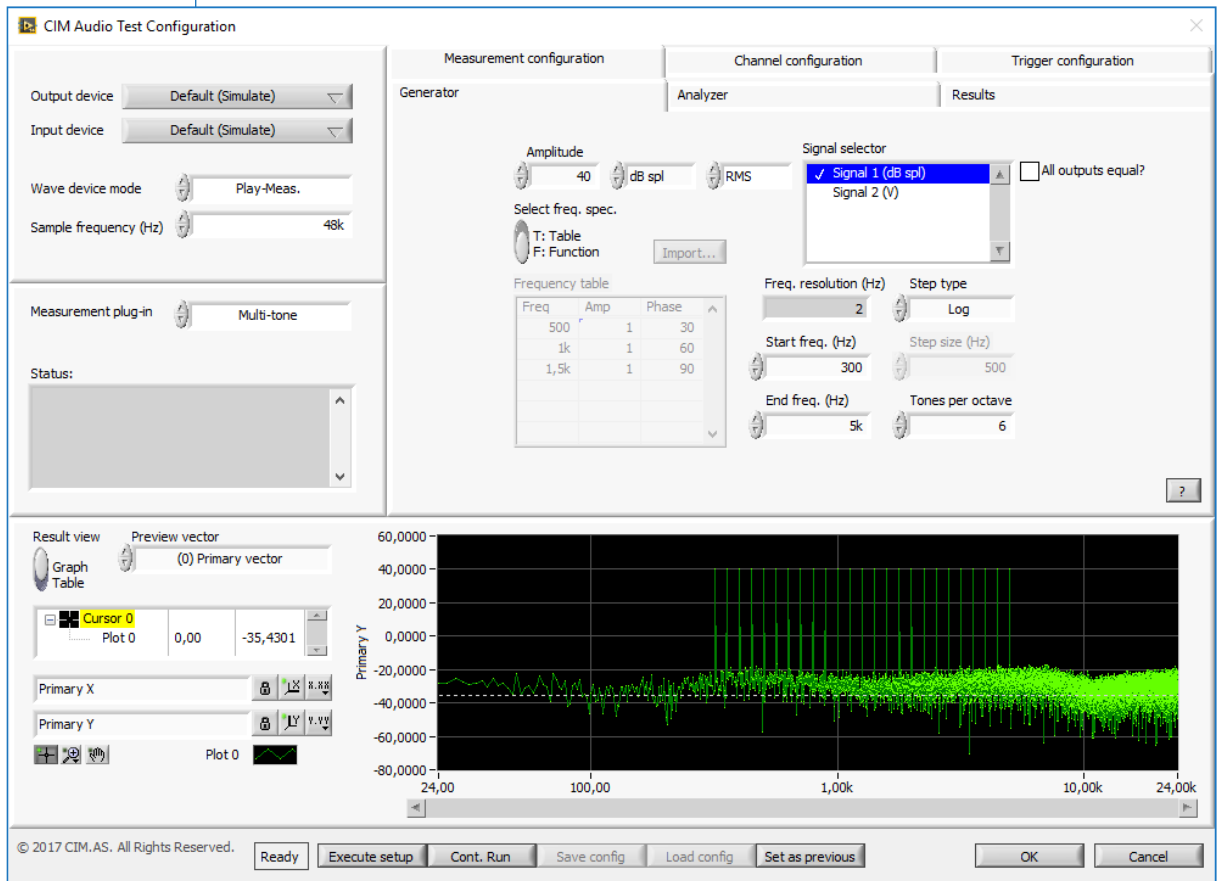 CIM Audio Test Configuration
Output device Default (Simulate)
Input device Default (Simulate)
Wave device mode Play-Meas.
Sample frequency (Hz) 48k
Measurement plug-in Multi-tone
Status:
Measurement configuration Channel configuration Trigger configuration
Generator Analyzer Results
Amplitude
40 dB spl RMS
Signal selector
✓ Signal 1 (dB spl)
Signal 2 (V)
All outputs equal?
Select freq. spec.
T: Table
F: Function
Import...
Frequency table
Freq Amp Phase
500 1 30
1k 1 60
1,5k 1 90
Freq. resolution (Hz) Step type
2 Log
Start freq. (Hz) Step size (Hz)
300 500
End freq. (Hz) Tones per octave
5k 6
?
Result view Preview vector
Graph
Table
(0) Primary vector
Cursor 0
Plot 0 0,00 -35,4301
Primary X X X.XX
Primary Y Y Y.YY
Plot 0
Primary Y
60,0000
40,0000
20,0000
0,0000
-20,0000
-40,0000
-60,0000
-80,0000
24,00 100,00 1,00k 10,00k 24,00k
© 2017 CIM.AS. All Rights Reserved.
Ready Execute setup Cont. Run Save config Load config Set as previous OK Cancel